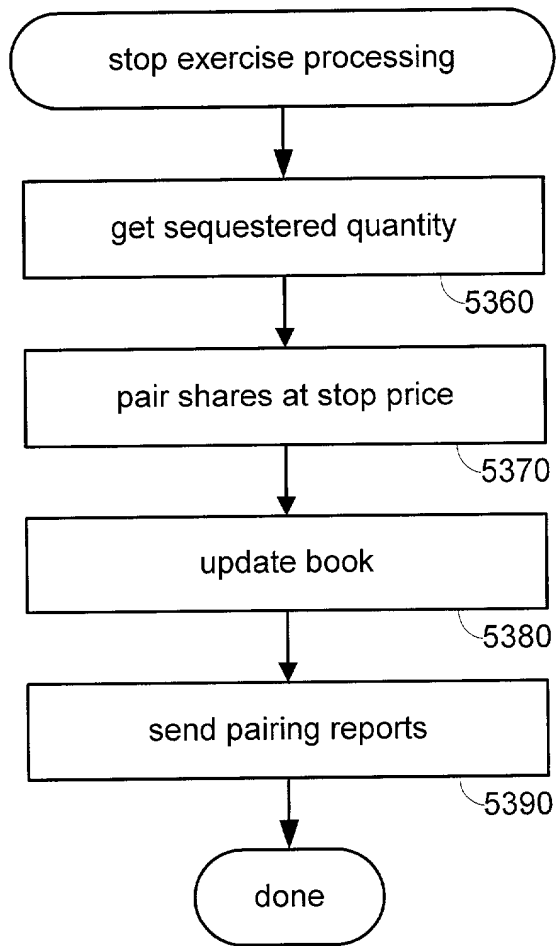 stop exercise processing
get sequestered quantity
5360
pair shares at stop price
5370
update book
5380
send pairing reports
5390
done